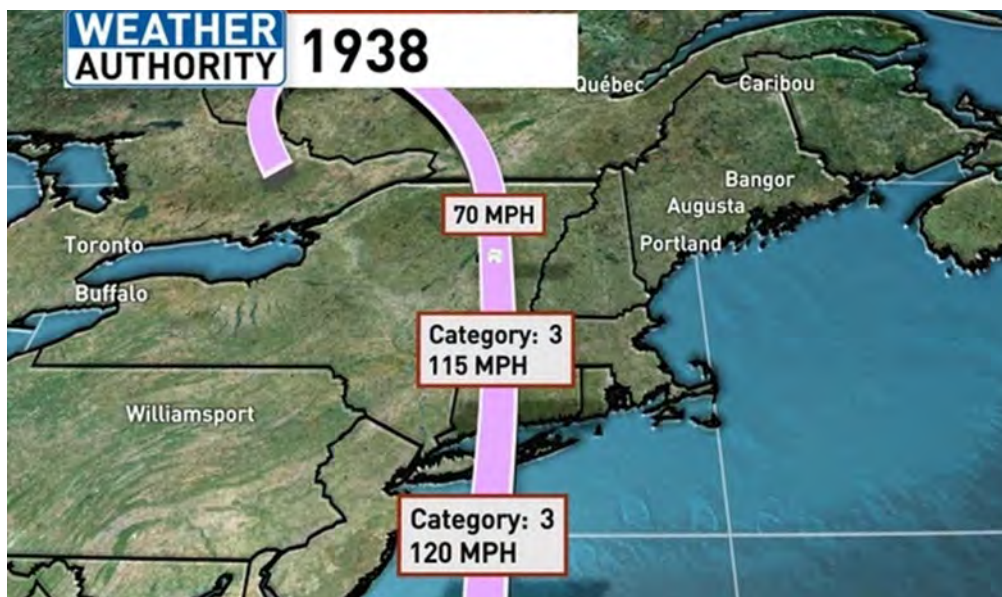 WEATHER
AUTHORITY
1938
Québec
Caribou
Bangor
70 MPH
Augusta
Toronto
Portland
Buffalo
Category: 3
115 MPH
Williamsport
Category: 3
120 MPH